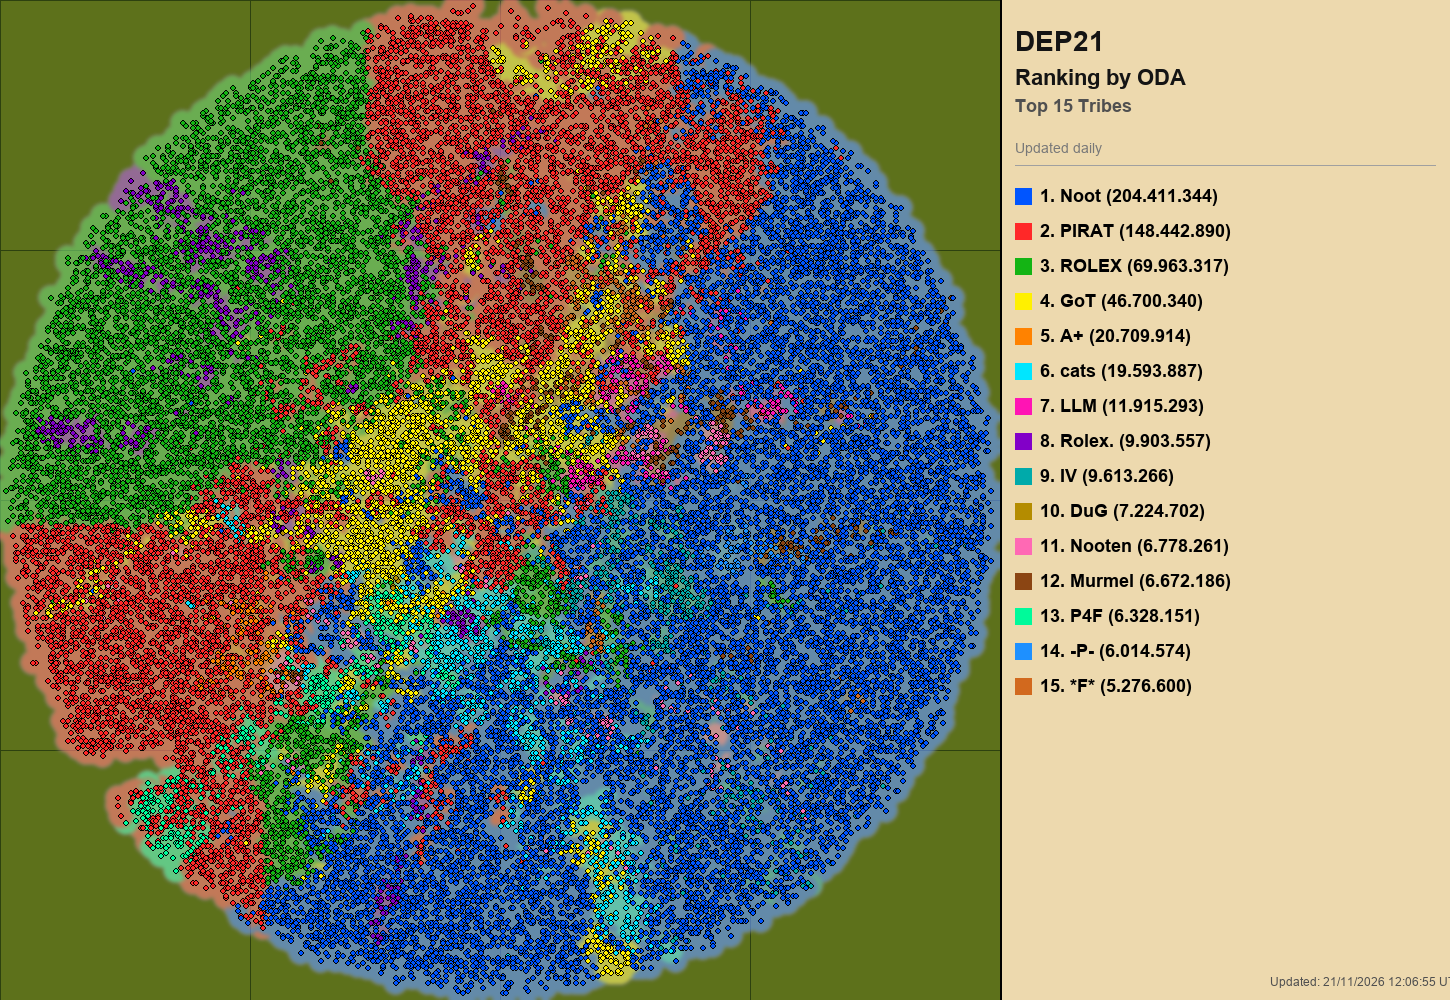 DEP21
Ranking by ODA
Top 15 Tribes
Updated daily
1. Noot (204.411.344)
2. PIRAT (148.442.890)
3. ROLEX (69.963.317)
4. GoT (46.700.340)
5. A+ (20.709.914)
6. cats (19.593.887)
7. LLM (11.915.293)
8. Rolex. (9.903.557)
9. IV (9.613.266)
10. DuG (7.224.702)
11. Nooten (6.778.261)
12. Murmel (6.672.186)
13. P4F (6.328.151)
14. -P- (6.014.574)
15. *F* (5.276.600)
Updated: 21/11/2026 12:06:55 U